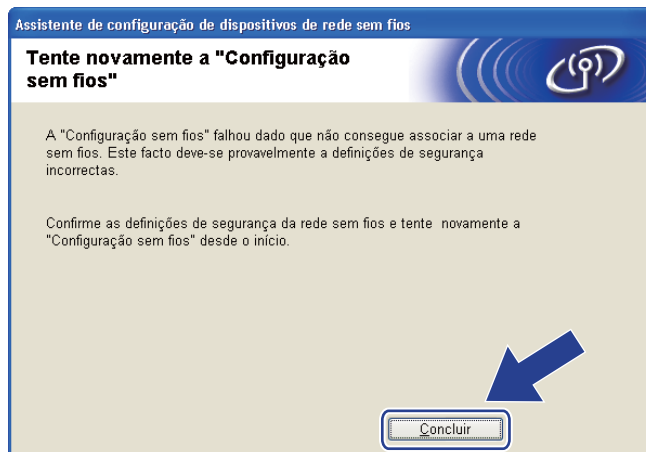 Assistente de configuração de dispositivos de rede sem fios
Tente novamente a "Configuração
sem fios"
A "Configuração sem fios" falhou dado que não consegue associar a uma rede
sem fios. Este facto deve-se provavelmente a definições de segurança
incorrectas.
Confirme as definições de segurança da rede sem fios e tente novamente a
"Configuração sem fios" desde o início.
Concluir